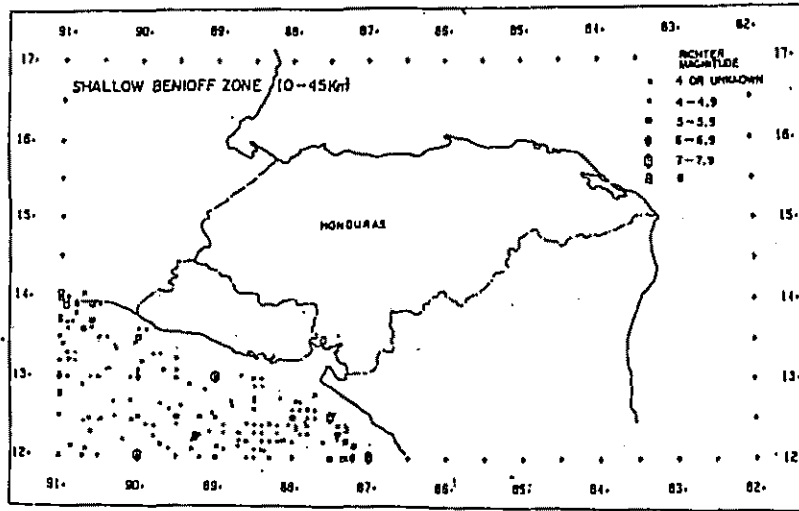 91. 90. 89. 88. 87. 86. 85. 84. 83. 82.
17. 17.
SHALLOW BENIOFF ZONE (0-45Km)
RICHTER
MAGNITUDE
4 OR UNKNOWN
4-4.9
5-5.9
6-6.9
7-7.9
8
16. 16.
15. 15.
HONDURAS
14. 14.
13. 13.
12. 12.
91. 90. 89. 88. 87. 86. 85. 84. 83. 82.